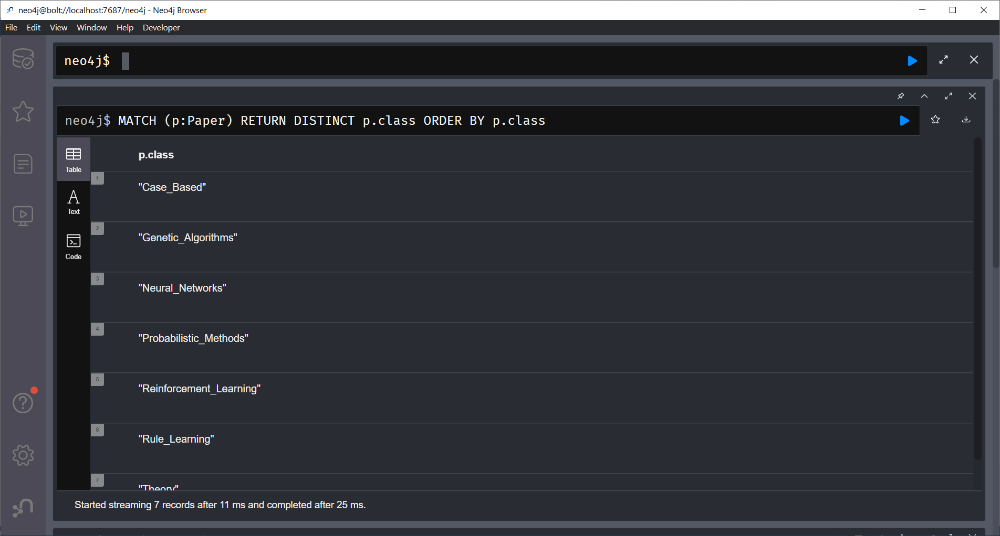 neo4j@bolt://localhost:7687/neo4j - Neo4j Browser
File Edit View Window Help Developer
neo4j$
neo4j$ MATCH (p:Paper) RETURN DISTINCT p.class ORDER BY p.class
Table
Text
Code
p.class
1
"Case_Based"
2
"Genetic_Algorithms"
3
"Neural_Networks"
4
"Probabilistic_Methods"
5
"Reinforcement_Learning"
6
"Rule_Learning"
7
"Theory"
Started streaming 7 records after 11 ms and completed after 25 ms.